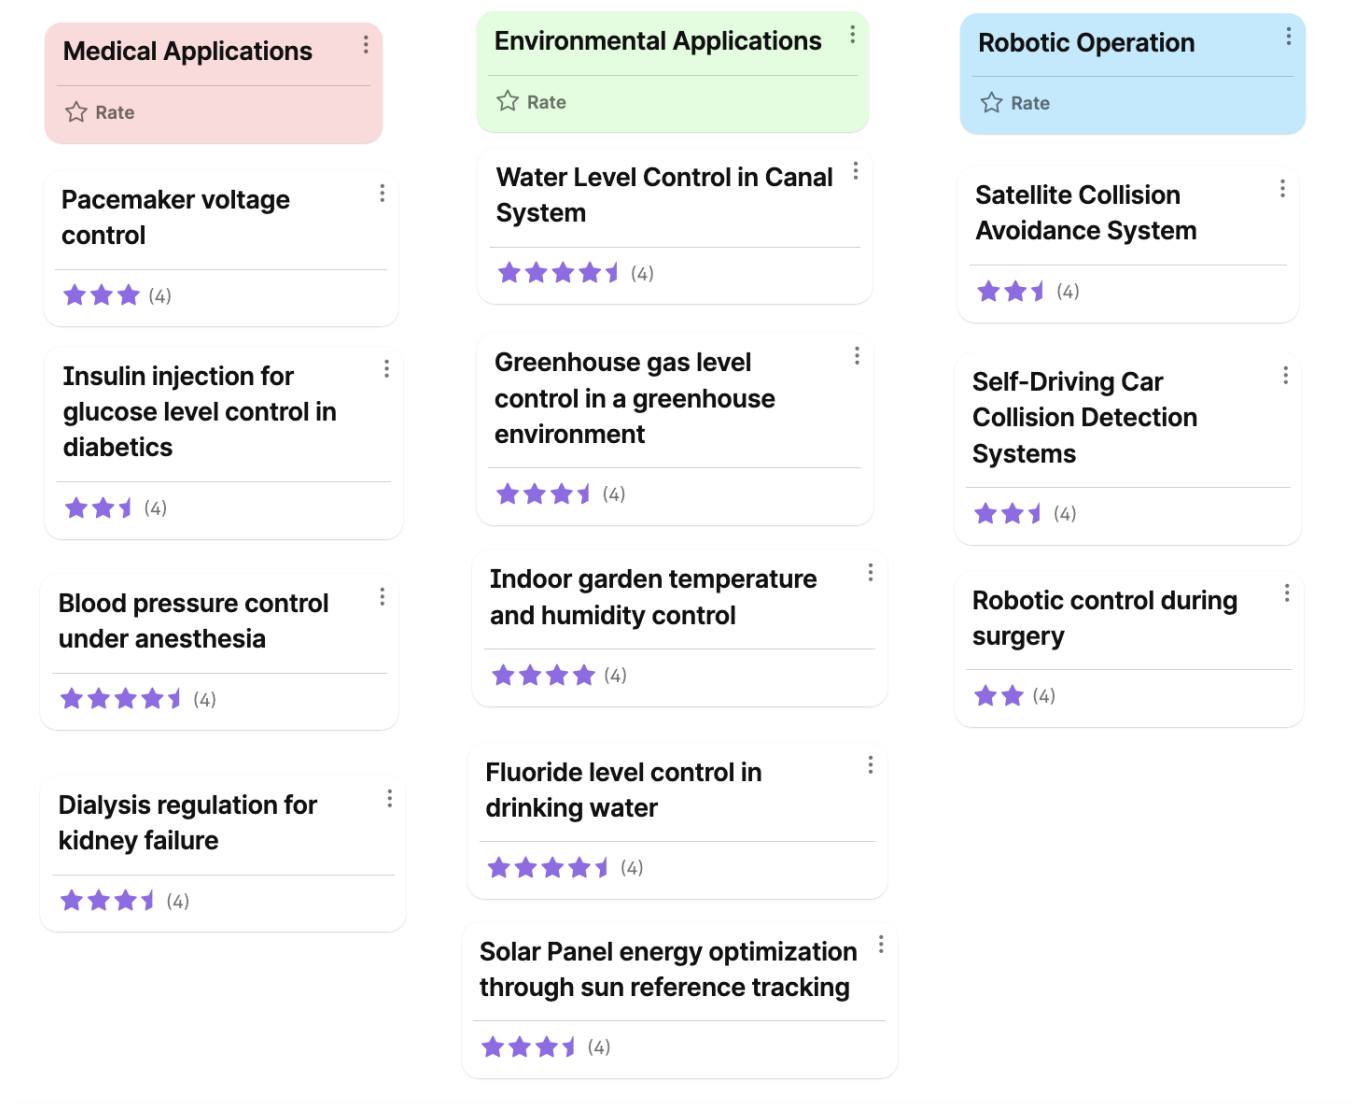 Medical Applications
Rate
Pacemaker voltage
control
(4)
Insulin injection for
glucose level control in
diabetics
(4)
Blood pressure control
under anesthesia
(4)
Dialysis regulation for
kidney failure
(4)
Environmental Applications
Rate
Water Level Control in Canal
System
(4)
Greenhouse gas level
control in a greenhouse
environment
(4)
Indoor garden temperature
and humidity control
(4)
Fluoride level control in
drinking water
(4)
Solar Panel energy optimization
through sun reference tracking
(4)
Robotic Operation
Rate
Satellite Collision
Avoidance System
(4)
Self-Driving Car
Collision Detection
Systems
(4)
Robotic control during
surgery
(4)